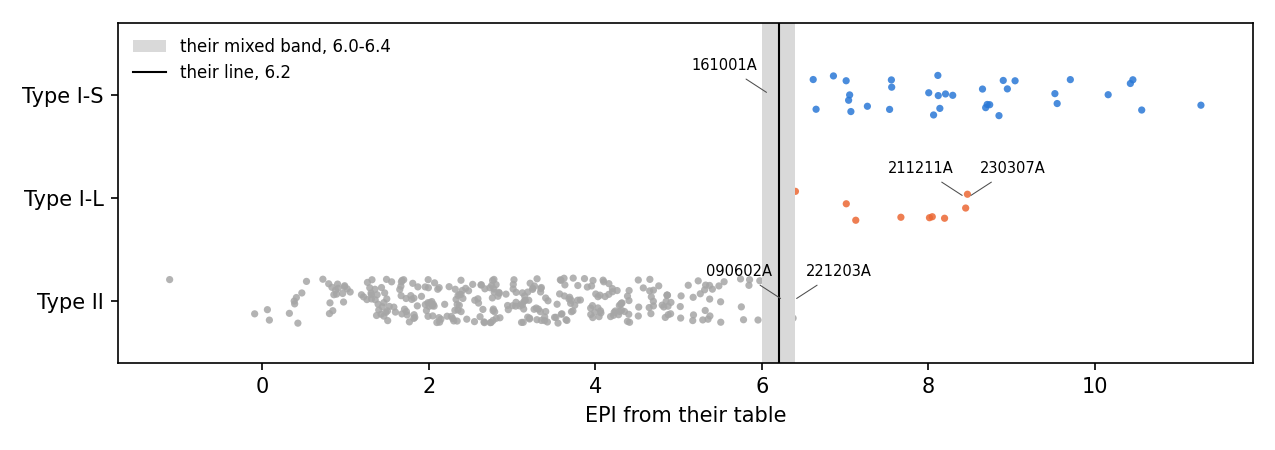 their mixed band, 6.0-6.4
their line, 6.2
161001A
Type I-S
211211A
230307A
Type I-L
090602A
221203A
Type II
0
2
4
6
8
10
EPI from their table